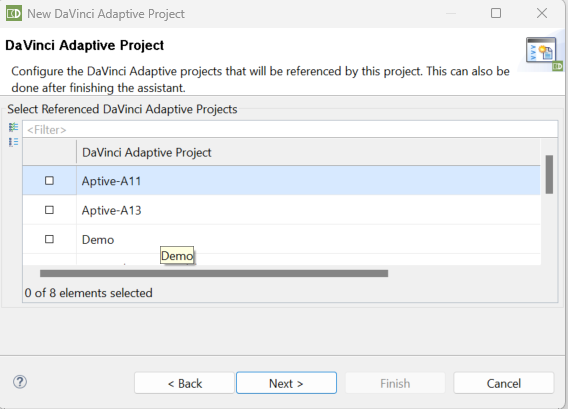 New DaVinci Adaptive Project
DaVinci Adaptive Project
Configure the DaVinci Adaptive projects that will be referenced by this project. This can also be
done after finishing the assistant.
Select Referenced DaVinci Adaptive Projects
<Filter>
DaVinci Adaptive Project
Aptive-A11
Aptive-A13
Demo
Demo
0 of 8 elements selected
< Back
Next >
Finish
Cancel